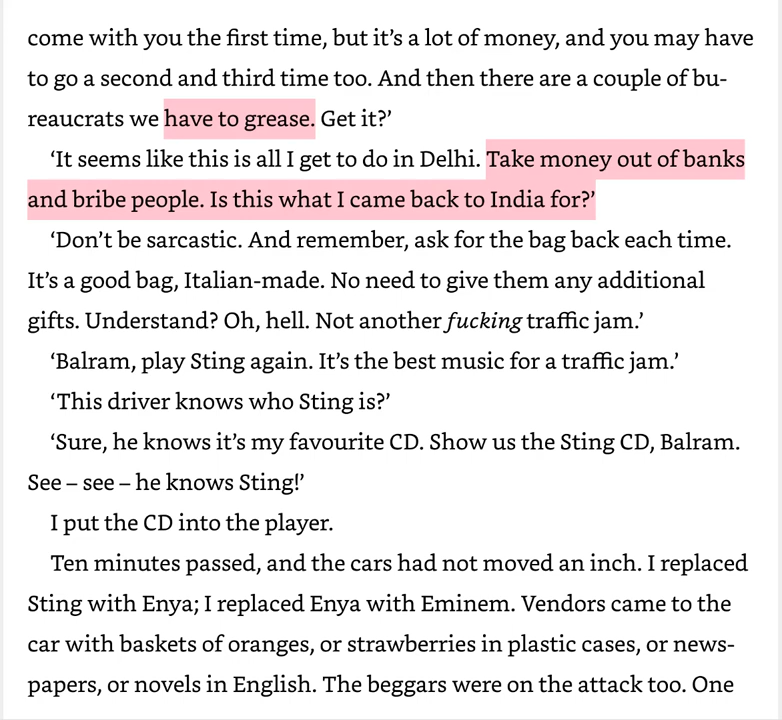 come with you the first time, but it’s a lot of money, and you may have
to go a second and third time too. And then there are a couple of bu-
reaucrats we have to grease. Get it?’
‘It seems like this is all I get to do in Delhi. Take money out of banks
and bribe people. Is this what I came back to India for?’
‘Don’t be sarcastic. And remember, ask for the bag back each time.
It’s a good bag, Italian-made. No need to give them any additional
gifts. Understand? Oh, hell. Not another fucking traffic jam.’
‘Balram, play Sting again. It’s the best music for a traffic jam.’
‘This driver knows who Sting is?’
‘Sure, he knows it’s my favourite CD. Show us the Sting CD, Balram.
See – see – he knows Sting!’
I put the CD into the player.
Ten minutes passed, and the cars had not moved an inch. I replaced
Sting with Enya; I replaced Enya with Eminem. Vendors came to the
car with baskets of oranges, or strawberries in plastic cases, or news-
papers, or novels in English. The beggars were on the attack too. One